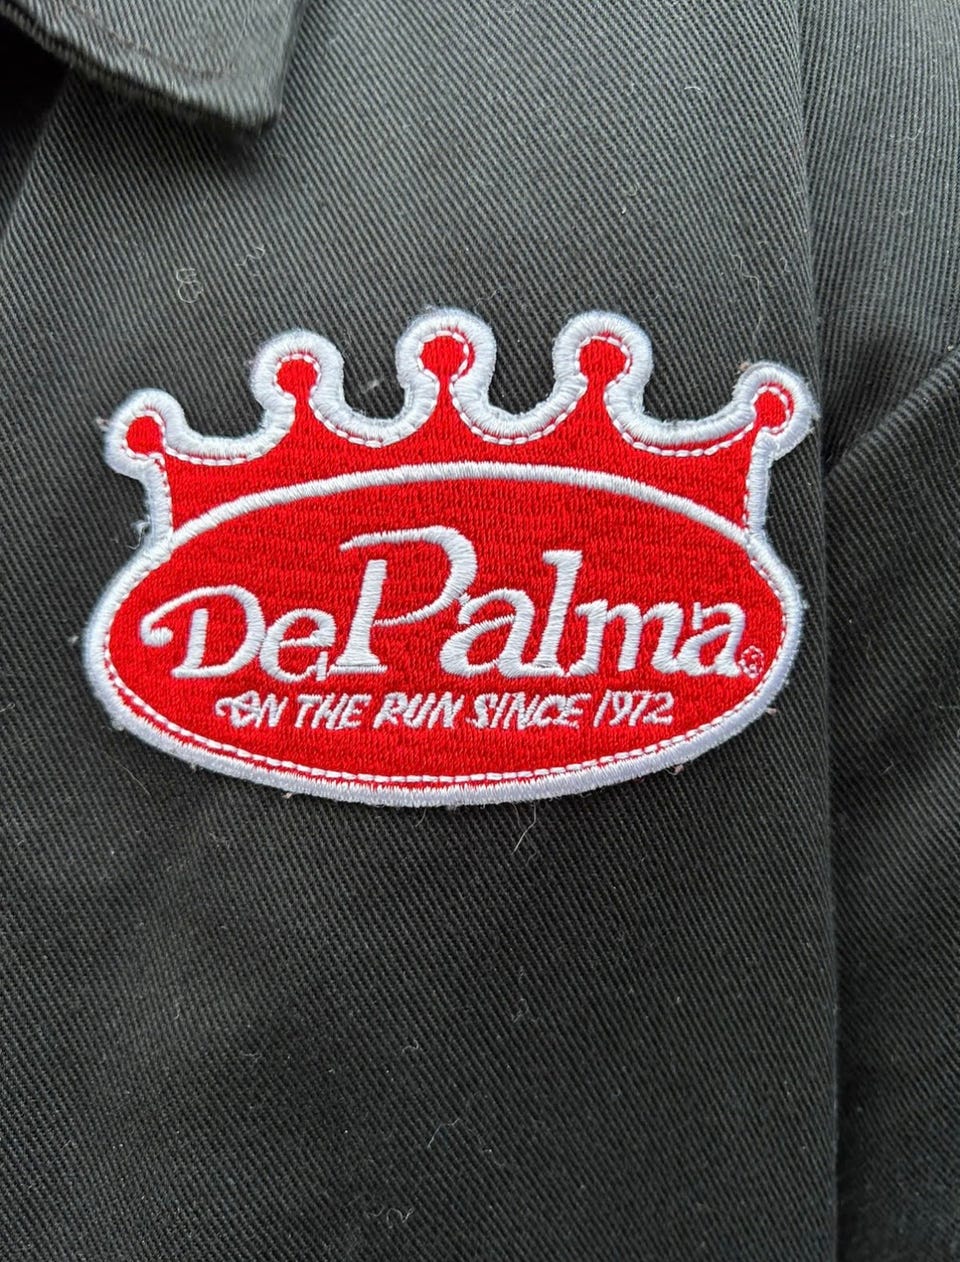 DePalma®
ON THE RUN SINCE 1972